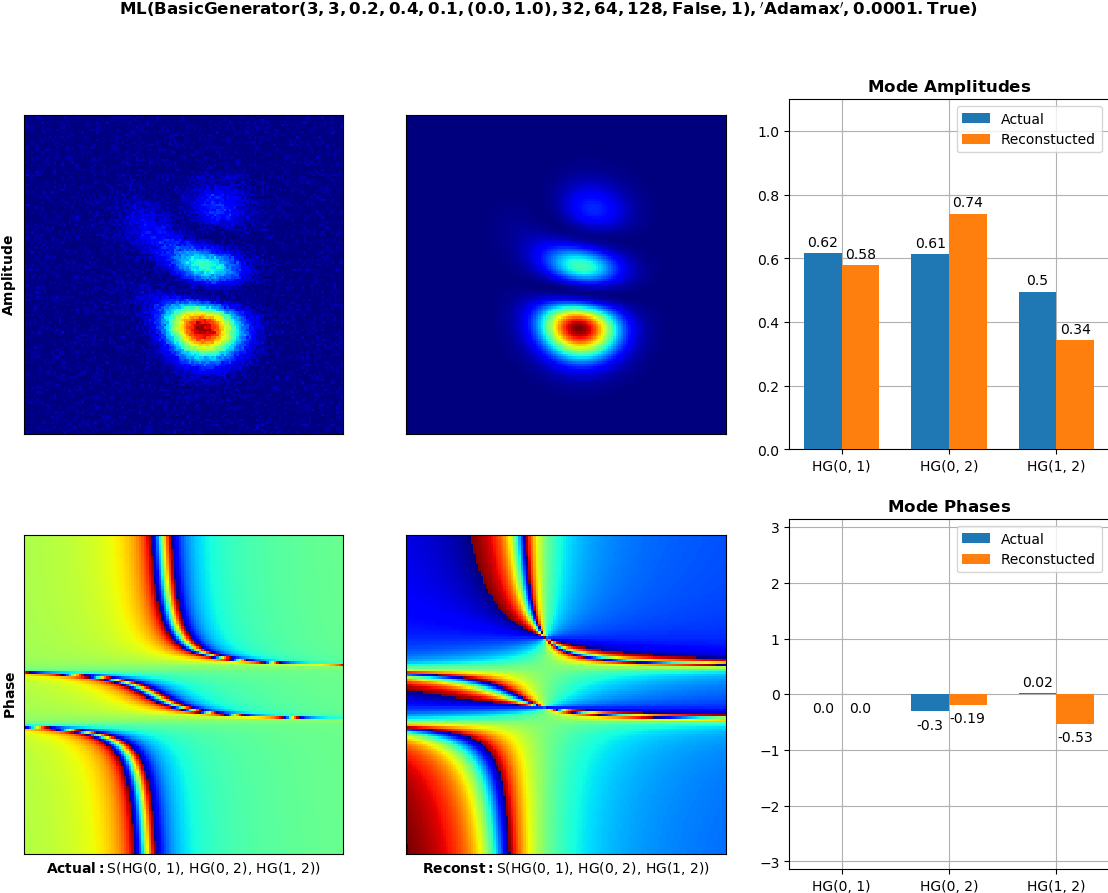 ML(BasicGenerator(3, 3, 0.2, 0.4, 0.1, (0.0, 1.0), 32, 64, 128, False, 1), ′Adamax′, 0.0001. True)
Amplitude
Mode Amplitudes
Actual
Reconstucted
1.0
0.8
0.6
0.4
0.2
0.0
0.62
0.58
0.61
0.74
0.5
0.34
HG(0, 1)
HG(0, 2)
HG(1, 2)
Phase
Actual: S(HG(0, 1), HG(0, 2), HG(1, 2))
Reconst: S(HG(0, 1), HG(0, 2), HG(1, 2))
Mode Phases
Actual
Reconstucted
3
2
1
0
−1
−2
−3
0.0
0.0
-0.3
-0.19
0.02
-0.53
HG(0, 1)
HG(0, 2)
HG(1, 2)